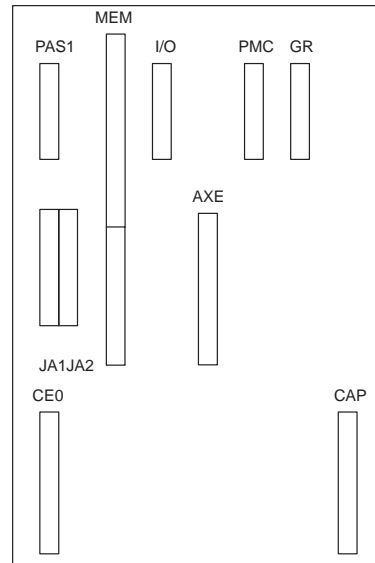 MEM
PAS1 I/O PMC GR
AXE
JA1JA2
CE0 CAP